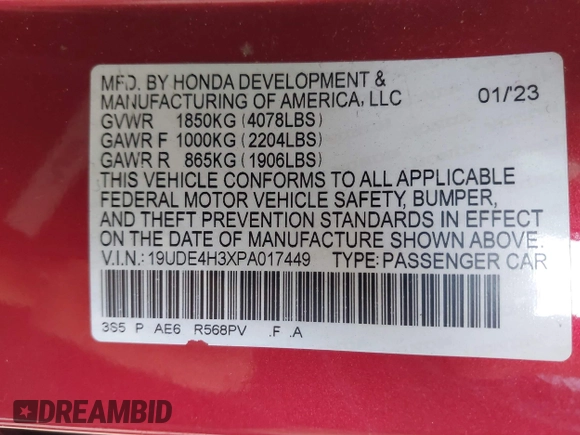 MFD. BY HONDA DEVELOPMENT &
MANUFACTURING OF AMERICA, LLC 01/'23
GVWR 1850KG (4078LBS)
GAWR F 1000KG (2204LBS)
GAWR R 865KG (1906LBS)
THIS VEHICLE CONFORMS TO ALL APPLICABLE
FEDERAL MOTOR VEHICLE SAFETY, BUMPER,
AND THEFT PREVENTION STANDARDS IN EFFECT
ON THE DATE OF MANUFACTURE SHOWN ABOVE.
V.I.N.: 19UDE4H3XPA017449 TYPE: PASSENGER CAR
3S5 P AE6 R568PV .F .A
DREAMBID